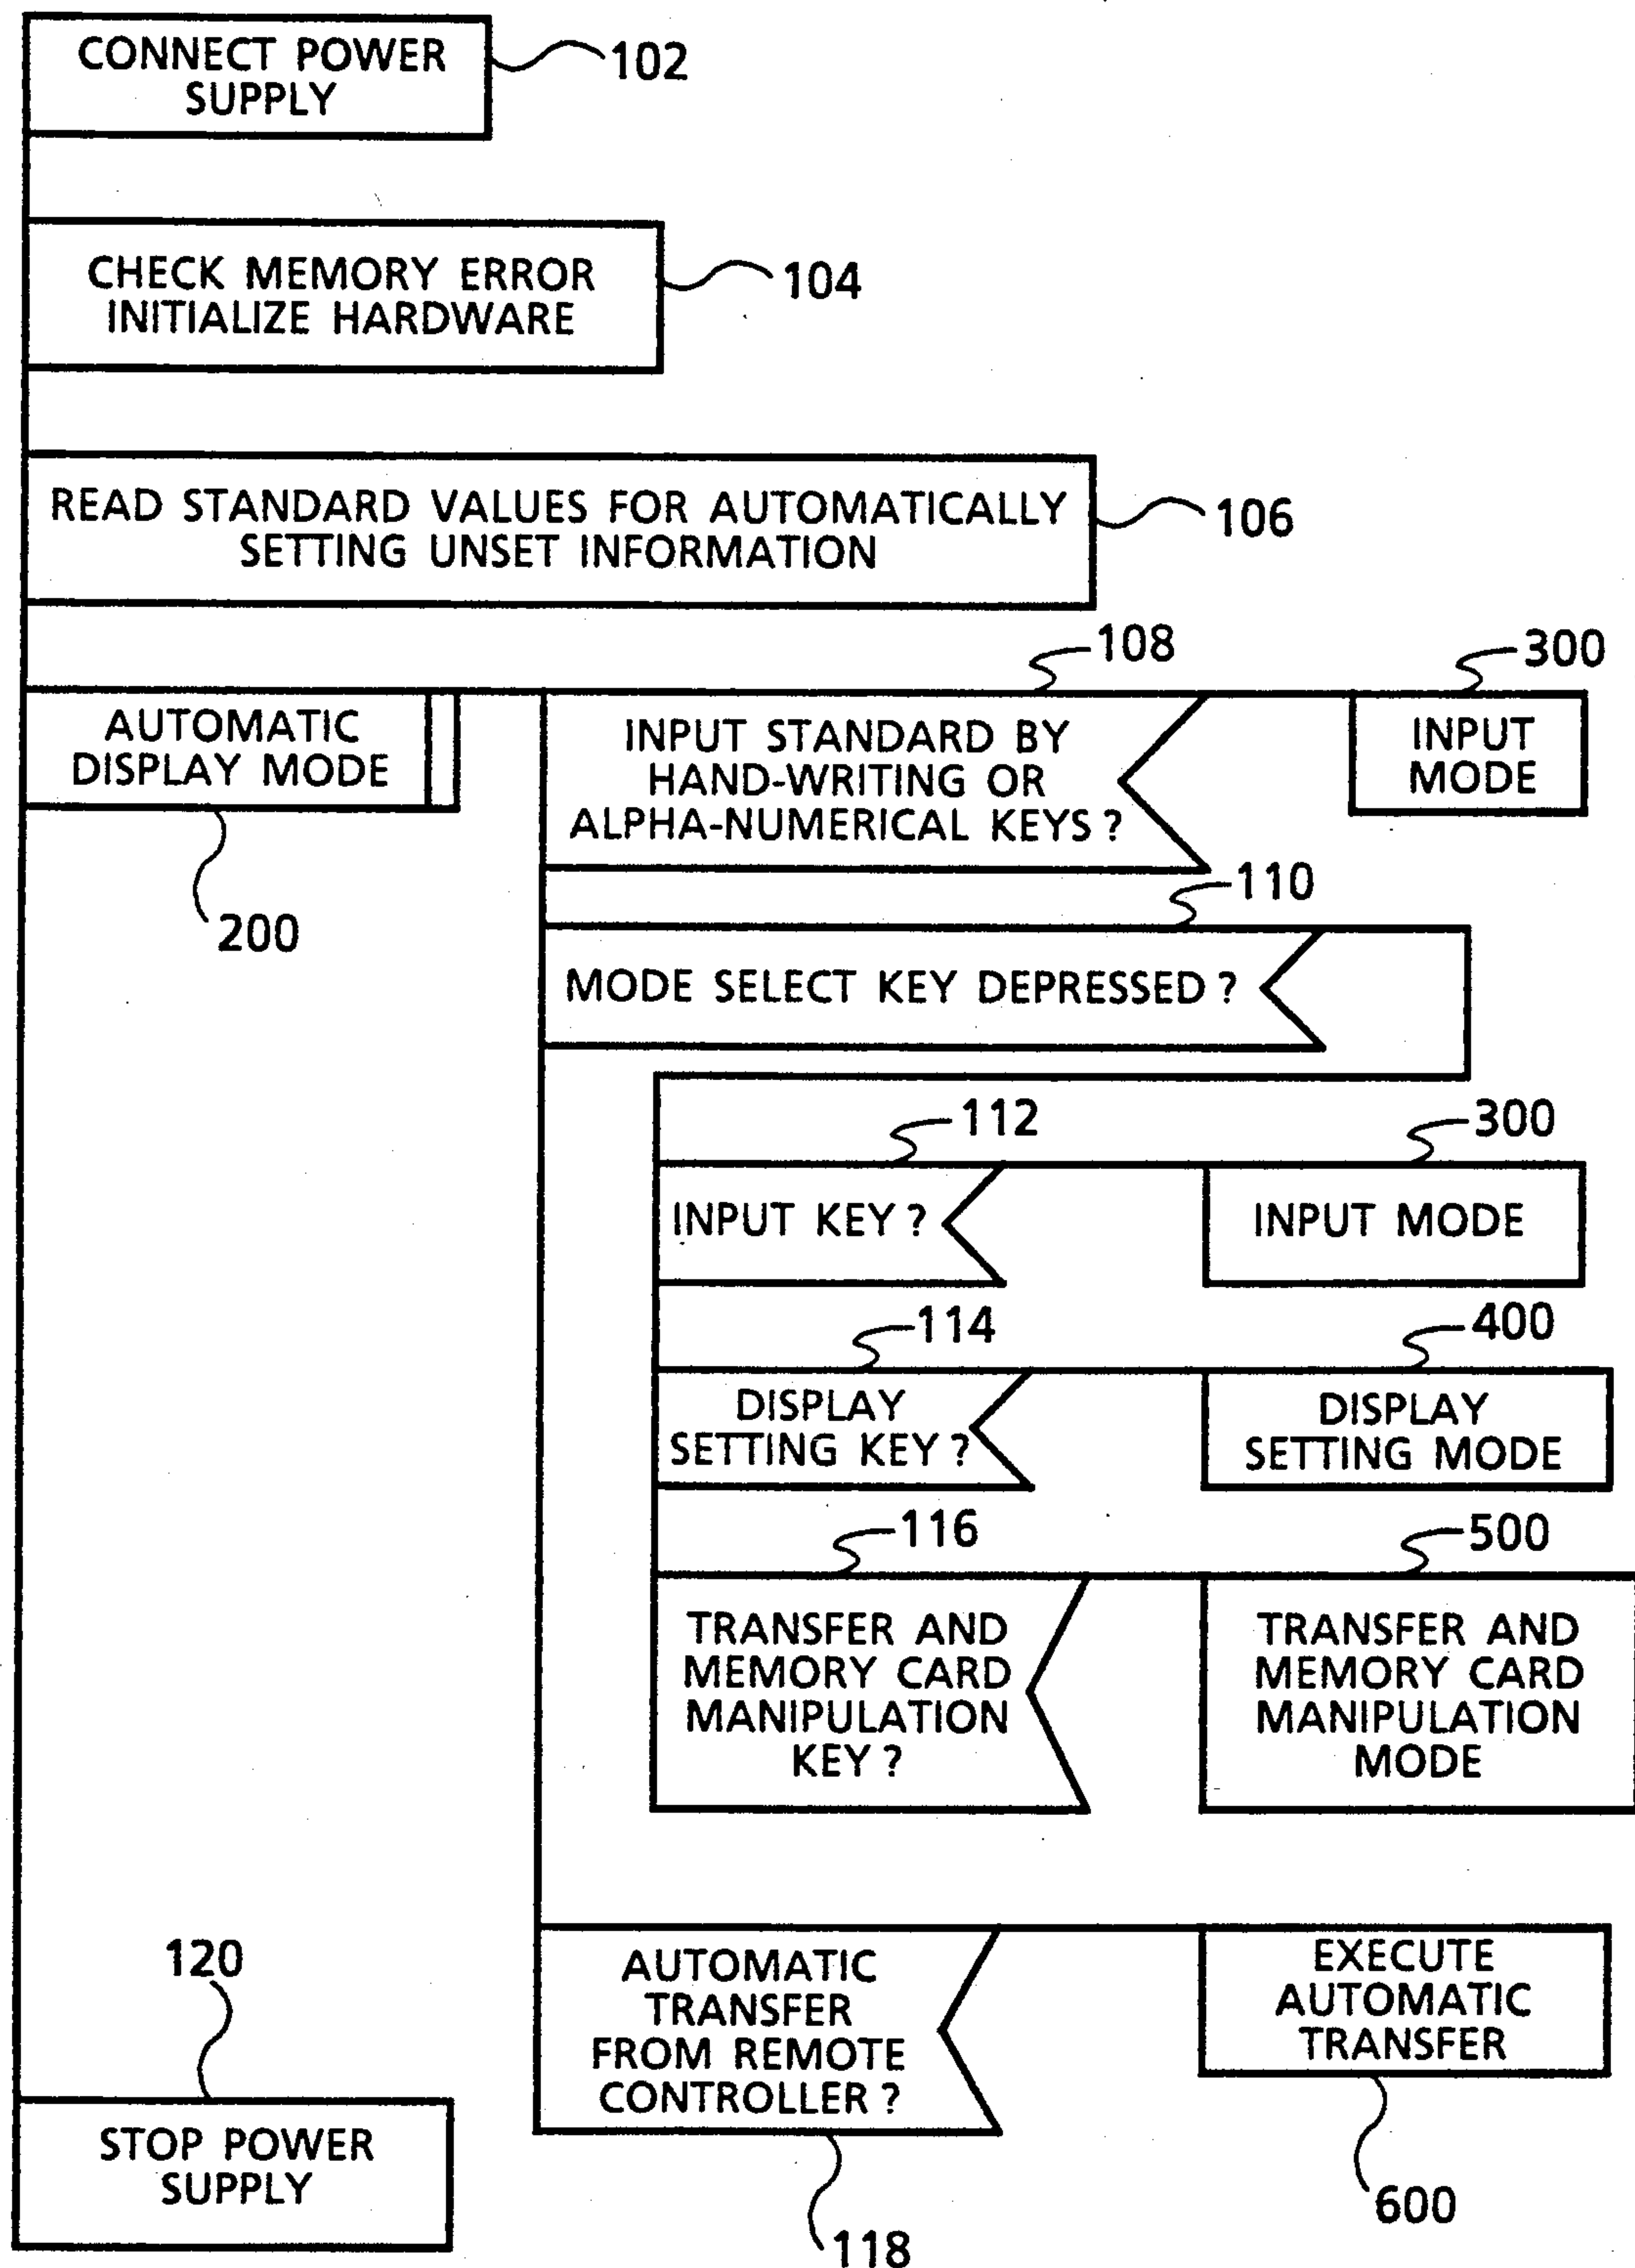 CONNECT POWER
SUPPLY
102
CHECK MEMORY ERROR
INITIALIZE HARDWARE
104
READ STANDARD VALUES FOR AUTOMATICALLY
SETTING UNSET INFORMATION
106
108
300
AUTOMATIC
DISPLAY MODE
200
INPUT STANDARD BY
HAND-WRITING OR
ALPHA-NUMERICAL KEYS ?
INPUT
MODE
110
MODE SELECT KEY DEPRESSED ?
112
300
INPUT KEY ?
INPUT MODE
114
400
DISPLAY
SETTING KEY ?
DISPLAY
SETTING MODE
116
500
TRANSFER AND
MEMORY CARD
MANIPULATION
KEY ?
TRANSFER AND
MEMORY CARD
MANIPULATION
MODE
AUTOMATIC
TRANSFER
FROM REMOTE
CONTROLLER ?
118
EXECUTE
AUTOMATIC
TRANSFER
600
120
STOP POWER
SUPPLY